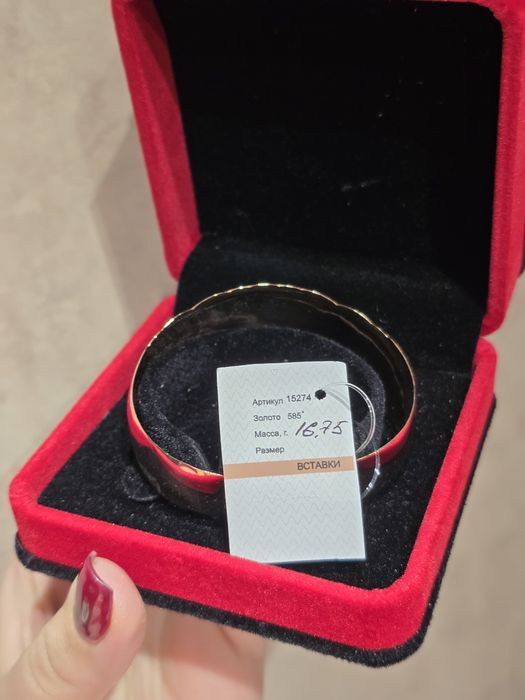 Артикул 15274
Золото 585°
Масса, г. 16,75
Размер
ВСТАВКИ